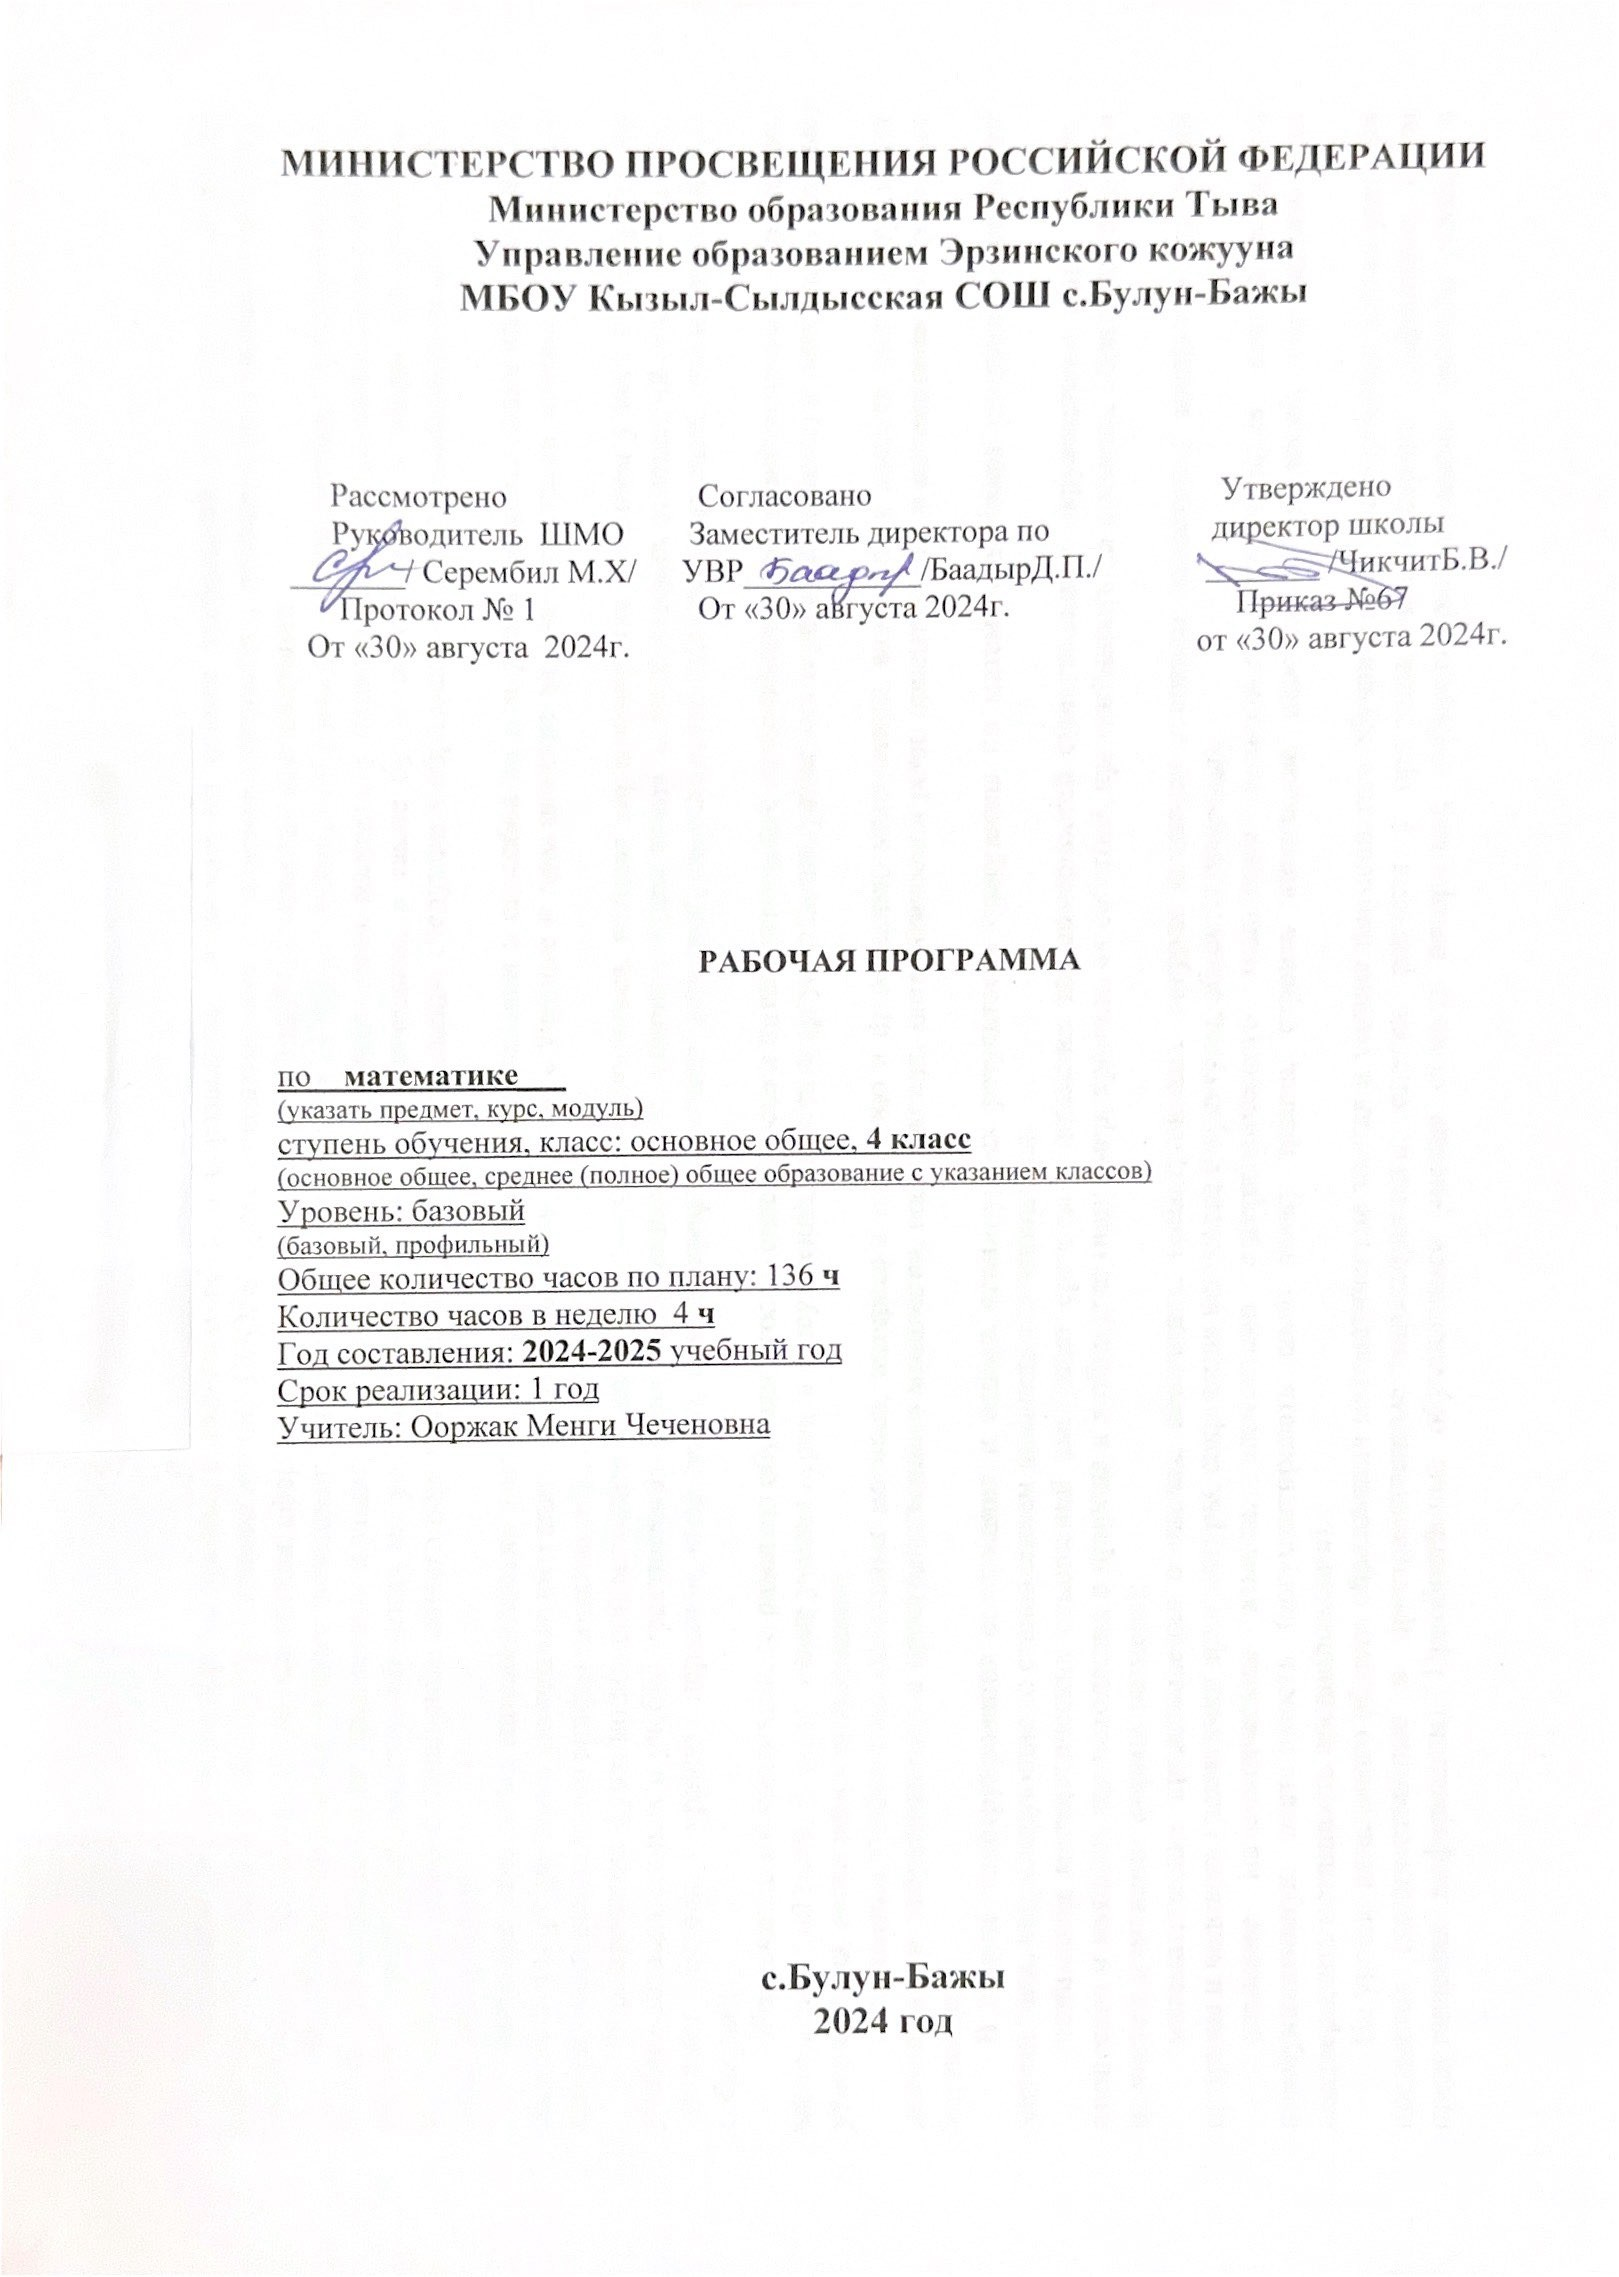 МИНИСТЕРСТВО ПРОСВЕЩЕНИЯ РОССИЙСКОЙ ФЕДЕРАЦИИ
Министерство образования Республики Тыва
Управление образованием Эрзинского кожууна
МБОУ Кызыл-Сылдысская СОШ с.Булун-Бажы
Рассмотрено
Руководитель ШМО
/ Серембил М.Х/
Протокол № 1
От «30» августа 2024г.
Согласовано
Заместитель директора по
УВР Баадыр /БаадырД.П./
От «30» августа 2024г.
Утверждено
директор школы
/ЧикчитБ.В./
Приказ №67
от «30» августа 2024г.
РАБОЧАЯ ПРОГРАММА
по математике
(указать предмет, курс, модуль)
ступень обучения, класс: основное общее, 4 класс
(основное общее, среднее (полное) общее образование с указанием классов)
Уровень: базовый
(базовый, профильный)
Общее количество часов по плану: 136 ч
Количество часов в неделю 4 ч
Год составления: 2024-2025 учебный год
Срок реализации: 1 год
Учитель: Ооржак Менги Чеченовна
с.Булун-Бажы
2024 год